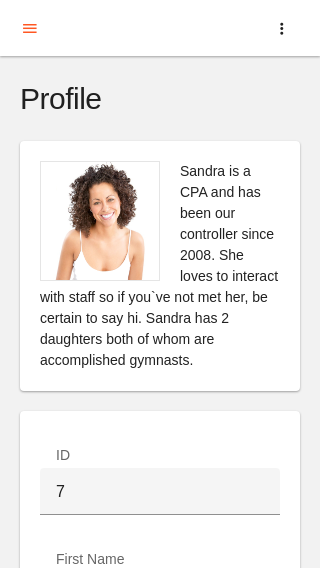 Profile
Sandra is a
CPA and has
been our
controller since
2008. She
loves to interact
with staff so if you`ve not met her, be
certain to say hi. Sandra has 2
daughters both of whom are
accomplished gymnasts.
ID
7
First Name